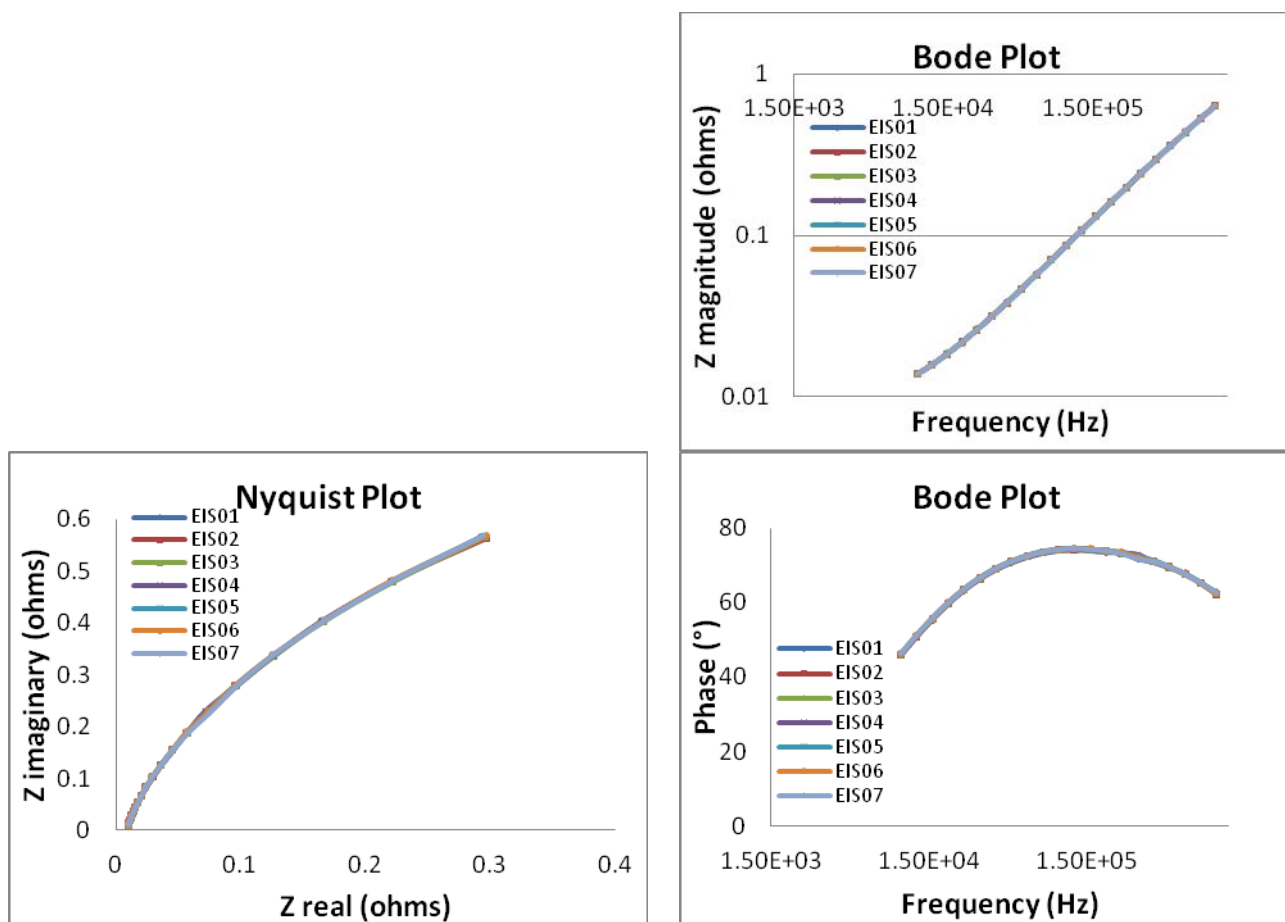 Bode Plot
1
1.50E+03 1.50E+04 1.50E+05
EIS01
EIS02
EIS03
EIS04
EIS05
EIS06
EIS07
0.1
0.01
Z magnitude (ohms)
Frequency (Hz)
Nyquist Plot
0.6
0.5
0.4
0.3
0.2
0.1
0
EIS01
EIS02
EIS03
EIS04
EIS05
EIS06
EIS07
Z imaginary (ohms)
0 0.1 0.2 0.3 0.4
Z real (ohms)
Bode Plot
80
60
40
20
0
Phase (°)
EIS01
EIS02
EIS03
EIS04
EIS05
EIS06
EIS07
1.50E+03 1.50E+04 1.50E+05
Frequency (Hz)